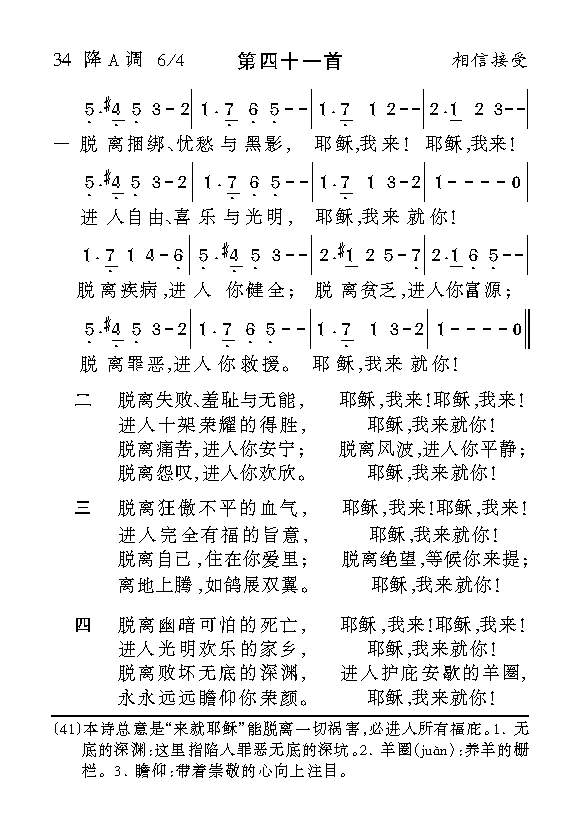 34 降A调 6/4 第四十一首 相信接受
5·#4 5 3-2|1·7 6 5--|1·7 1 2--|2·1 2 3--|
一 脱离捆绑、忧愁与黑影， 耶稣,我来！ 耶稣,我来！
5·#4 5 3-2|1·7 6 5--|1·7 1 3-2|1----0|
进人自由、喜乐与光明， 耶稣,我来就你！
1·7 1 4-6|5·#4 5 3--|2·#1 2 5-7|2·1 6 5--|
脱离疾病,进人 你健全； 脱离贫乏,进人你富源；
5·#4 5 3-2|1·7 6 5--|1·7 1 3-2|1----0‖
脱离罪恶,进人你救援。 耶稣,我来就你！
二 脱离失败、羞耻与无能， 耶稣,我来！耶稣,我来！
进人十架荣耀的得胜， 耶稣,我来就你！
脱离痛苦,进人你安宁； 脱离风波,进人你平静；
脱离怨叹,进人你欢欣。 耶稣,我来就你！
三 脱离狂傲不平的血气， 耶稣,我来！耶稣,我来！
进人完全有福的旨意， 耶稣,我来就你！
脱离自己,住在你爱里； 脱离绝望,等候你来提；
离地上腾,如鸽展双翼。 耶稣,我来就你！
四 脱离幽暗可怕的死亡， 耶稣,我来！耶稣,我来！
进人光明欢乐的家乡， 耶稣,我来就你！
脱离败坏无底的深渊， 进人护庇安歇的羊圈，
永永远远瞻仰你荣颜。 耶稣,我来就你！
〔41〕本诗总意是“来就耶稣”能脱离一切祸害,必进人所有福庇。1．无
底的深渊:这里指陷人罪恶无底的深坑。2．羊圈(juàn):养羊的栅
栏。3．瞻仰:带着崇敬的心向上注目。